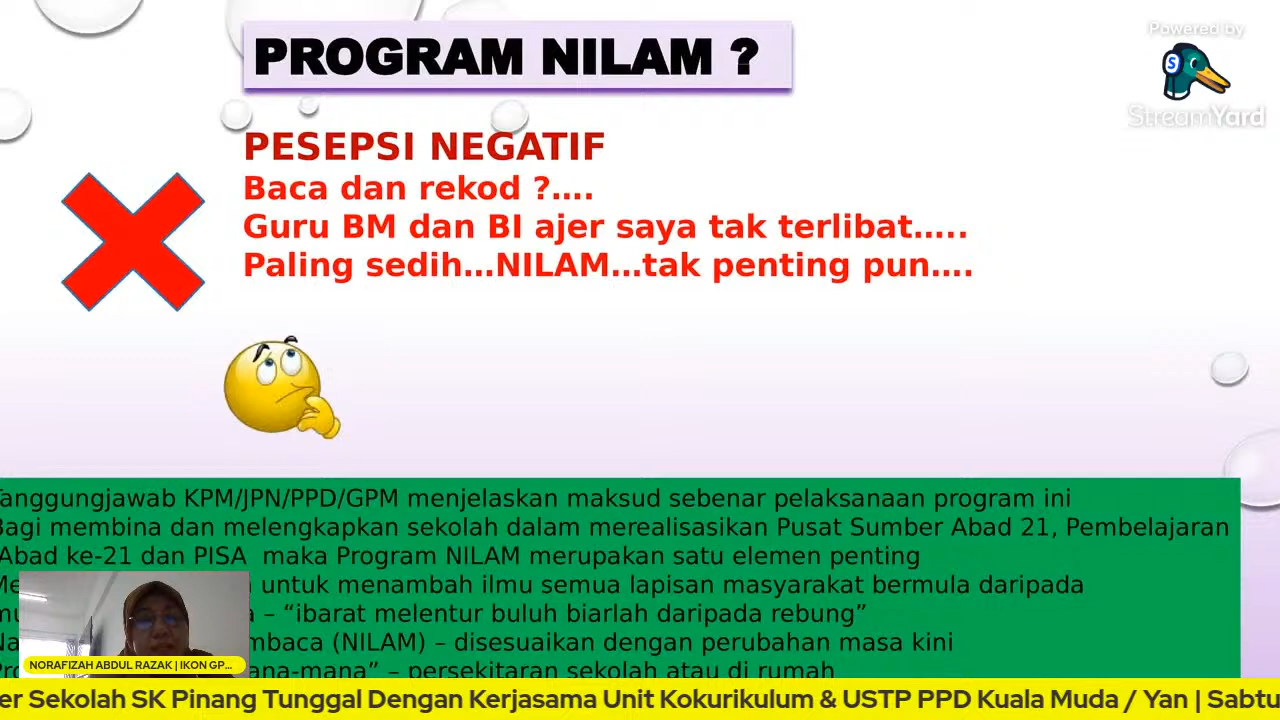 PROGRAM NILAM ?
Powered by
S
StreamYard
PESEPSI NEGATIF
Baca dan rekod ?....
Guru BM dan BI ajer saya tak terlibat.....
Paling sedih...NILAM...tak penting pun....
Tanggungjawab KPM/JPN/PPD/GPM menjelaskan maksud sebenar pelaksanaan program ini
Bagi membina dan melengkapkan sekolah dalam merealisasikan Pusat Sumber Abad 21, Pembelajaran
Abad ke-21 dan PISA maka Program NILAM merupakan satu elemen penting
untuk menambah ilmu semua lapisan masyarakat bermula daripada
– “ibarat melentur buluh biarlah daripada rebung”
(NILAM) – disesuaikan dengan perubahan masa kini
– persekitaran sekolah atau di rumah
NORAFIZAH ABDUL RAZAK | IKON GP...
er Sekolah SK Pinang Tunggal Dengan Kerjasama Unit Kokurikulum & USTP PPD Kuala Muda / Yan | Sabtu